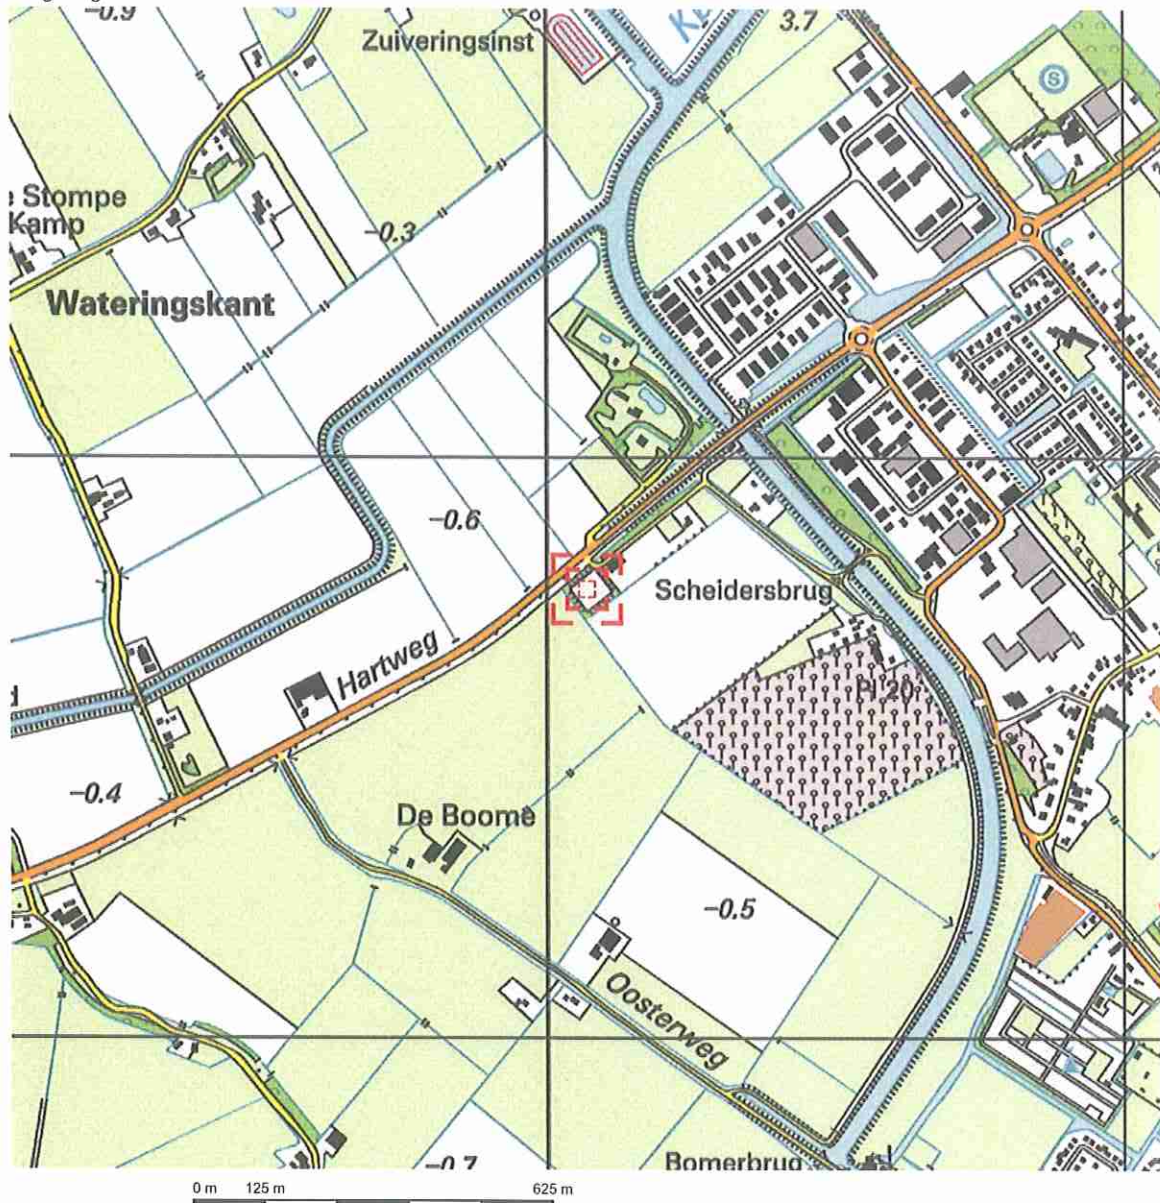 -0.9
Zuiveringsinst
3.7
S
Stompe
Kamp
-0.3
Wateringskant
-0.6
Scheidersbrug
Hartweg
-0.4
De Boome
-0.5
Oosterweg
-0.7
Bomerbrug
0 m 125 m 625 m